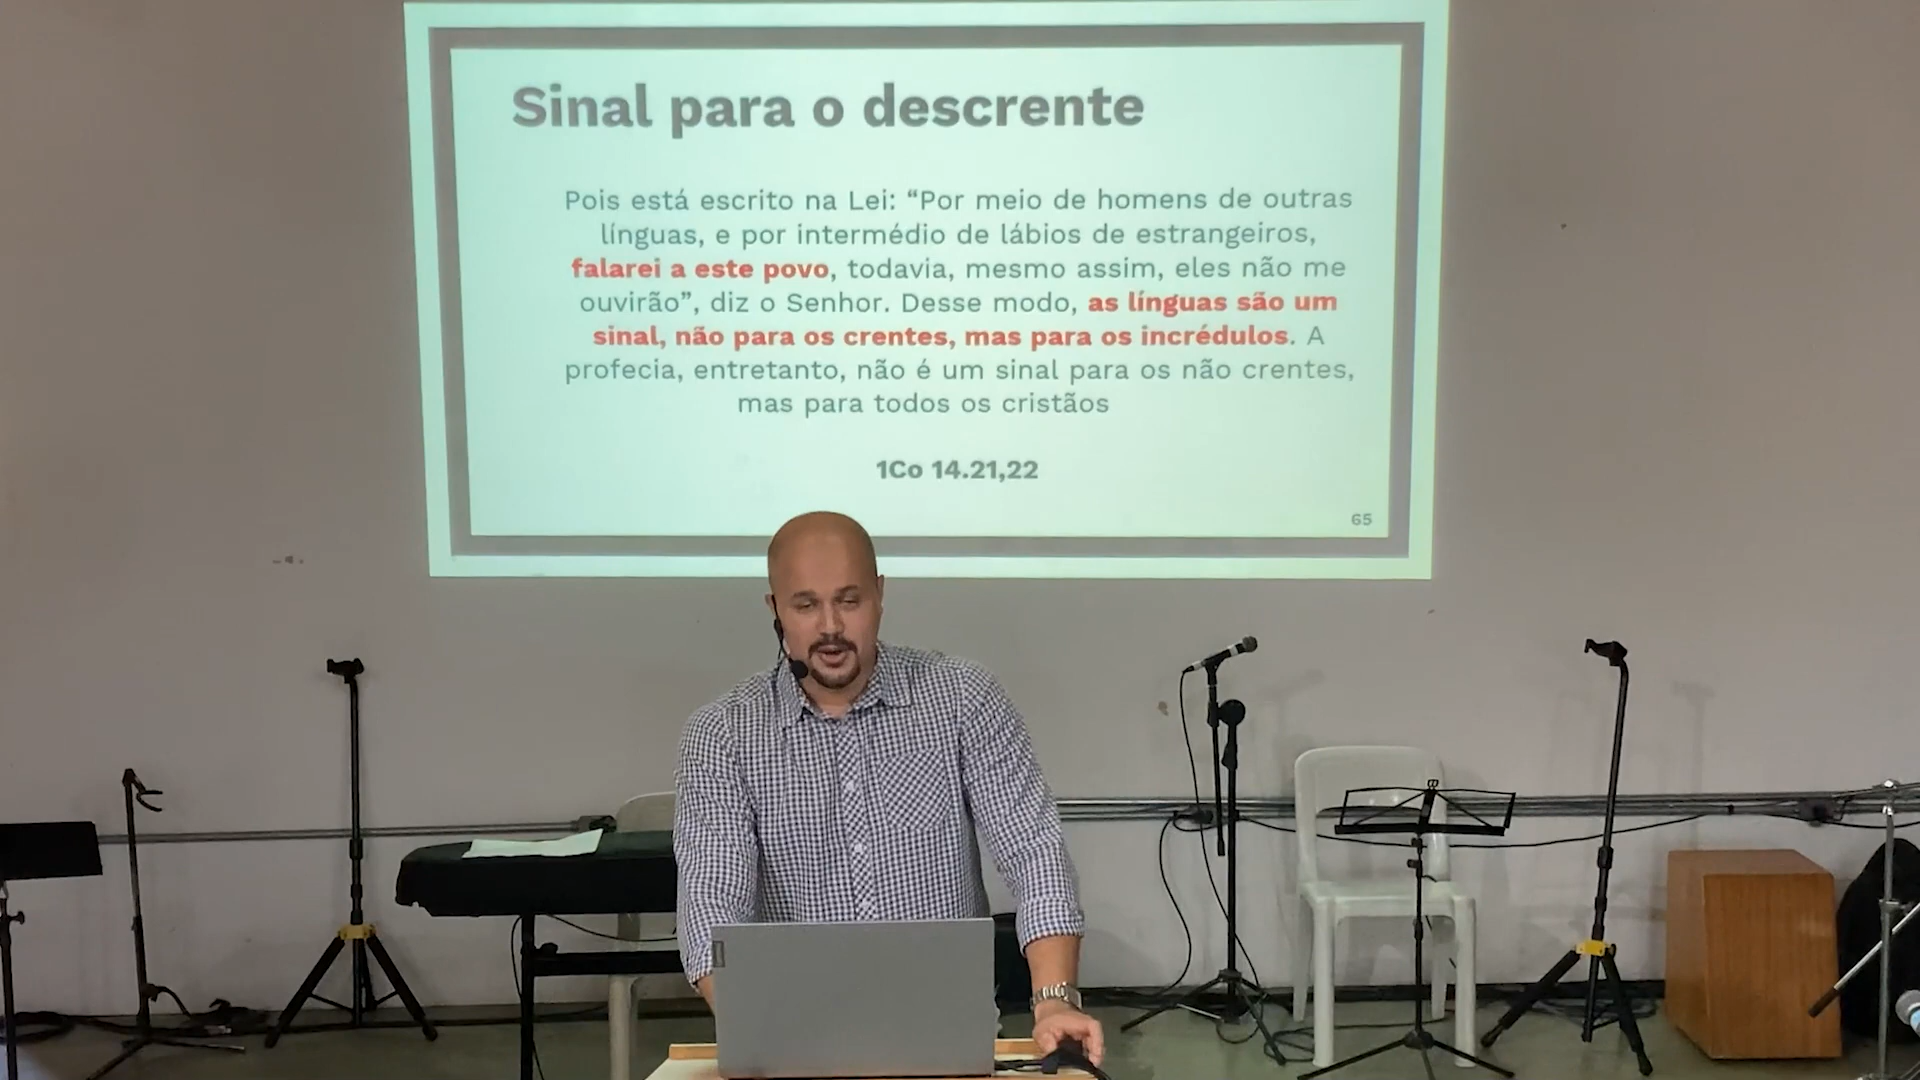 Sinal para o descrente
Pois está escrito na Lei: “Por meio de homens de outras
línguas, e por intermédio de lábios de estrangeiros,
falarei a este povo, todavia, mesmo assim, eles não me
ouvirão”, diz o Senhor. Desse modo, as línguas são um
sinal, não para os crentes, mas para os incrédulos. A
profecia, entretanto, não é um sinal para os não crentes,
mas para todos os cristãos
1Co 14.21,22
65